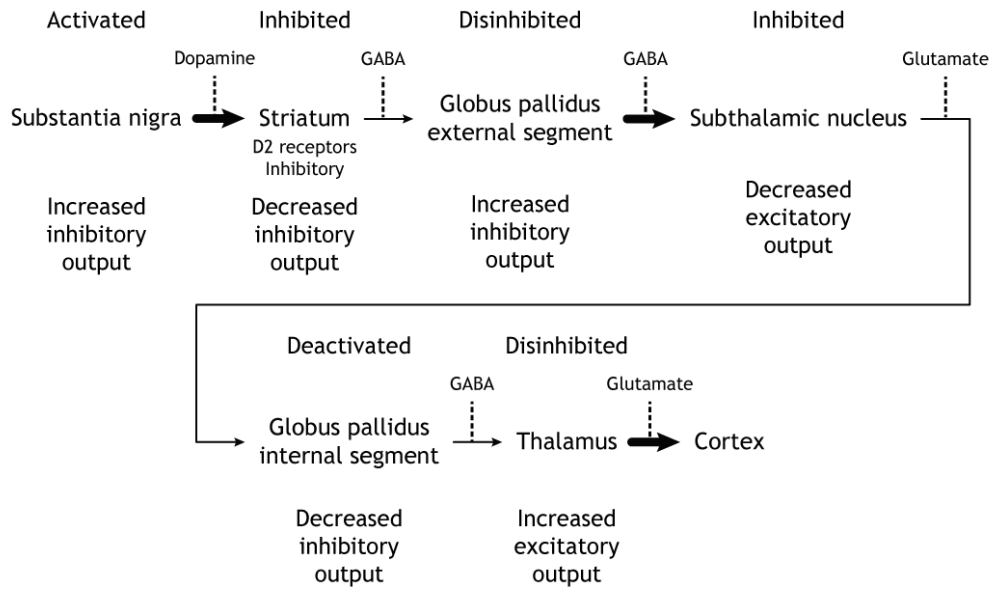 Activated
Inhibited
Disinhibited
Inhibited
Dopamine
GABA
GABA
Glutamate
Substantia nigra
Striatum
D2 receptors
Inhibitory
Globus pallidus
external segment
Subthalamic nucleus
Increased
inhibitory
output
Decreased
inhibitory
output
Increased
inhibitory
output
Decreased
excitatory
output
Deactivated
Disinhibited
GABA
Glutamate
Globus pallidus
internal segment
Thalamus
Cortex
Decreased
inhibitory
output
Increased
excitatory
output